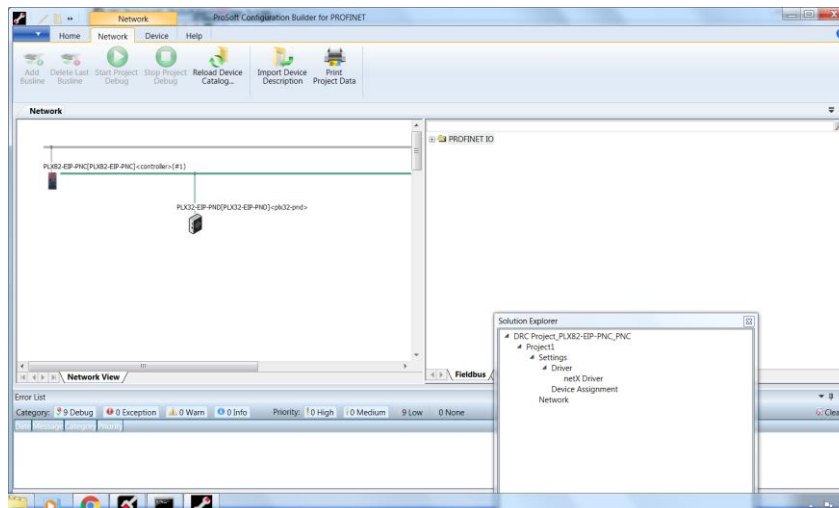 Network
ProSoft Configuration Builder for PROFINET
Home Network Device Help
Add Busline
Delete Last Busline
Start Project Debug
Stop Project Debug
Reload Device Catalog...
Import Device Description
Print Project Data
Network
PROFINET IO
PLX82-EIP-PNC[PLX82-EIP-PNC]<controller>(#1)
PLX32-EIP-PND[PLX32-EIP-PND]<plx32-pnd>
Network View
Fieldbus
Solution Explorer
DRC Project_PLX82-EIP-PNC_PNC
Project1
Settings
Driver
netX Driver
Device Assignment
Network
Error List
Category: 9 Debug 0 Exception 0 Warn 0 Info Priority: 0 High 0 Medium 9 Low 0 None
Clea
Date Message Category Priority